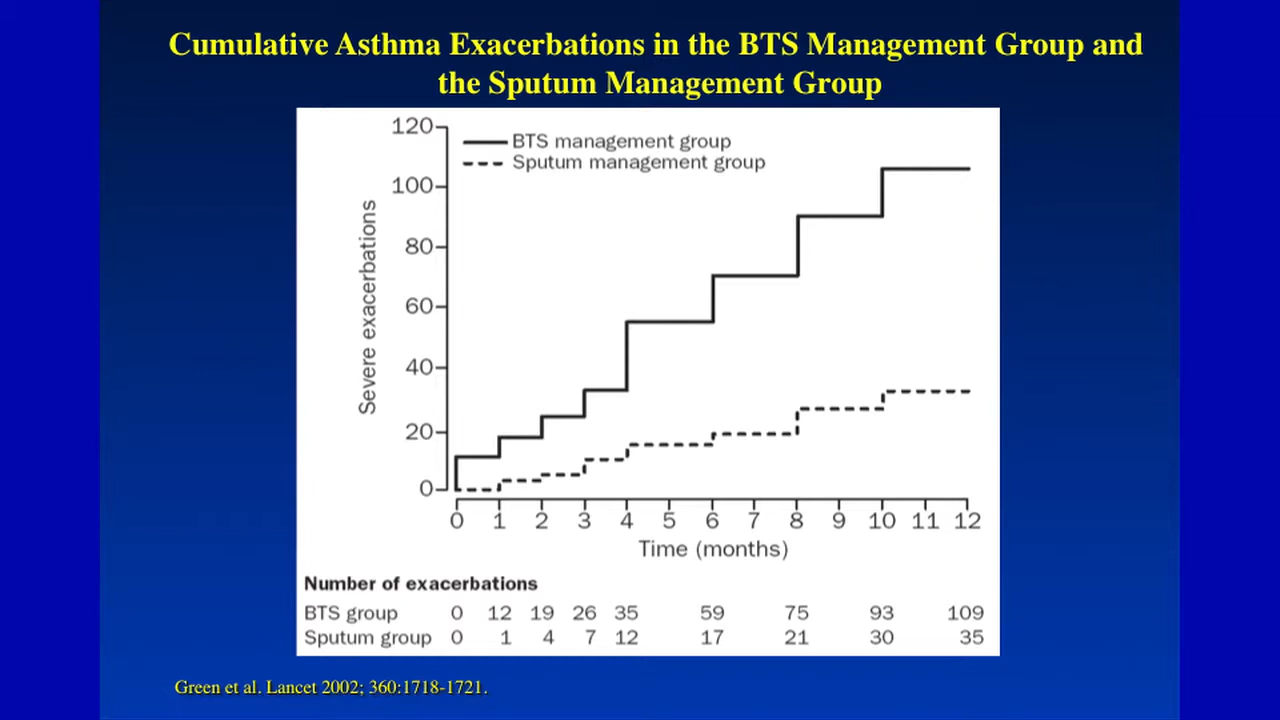 Cumulative Asthma Exacerbations in the BTS Management Group and
the Sputum Management Group
120
100
80
60
40
20
0
Severe exacerbations
BTS management group
Sputum management group
0 1 2 3 4 5 6 7 8 9 10 11 12
Time (months)
Number of exacerbations
BTS group 0 12 19 26 35 59 75 93 109
Sputum group 0 1 4 7 12 17 21 30 35
Green et al. Lancet 2002; 360:1718-1721.